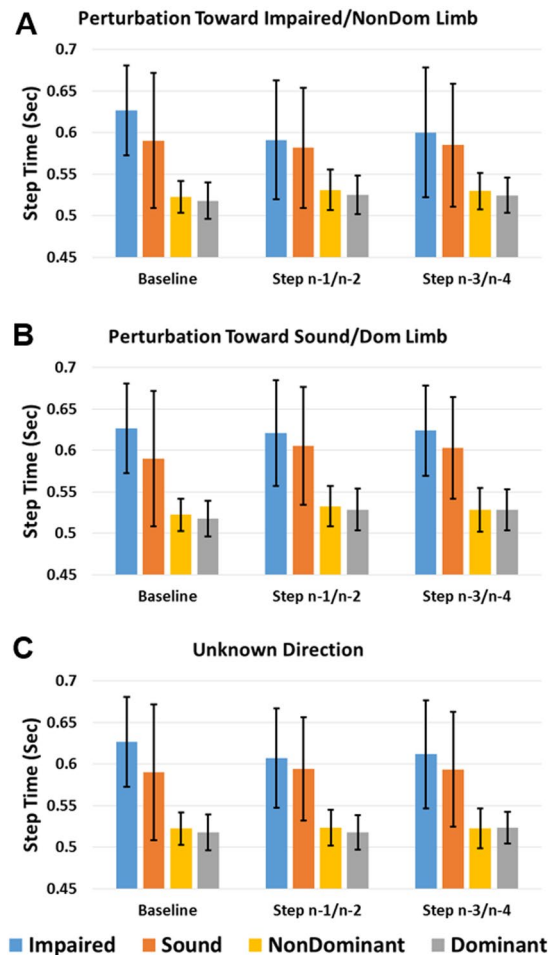 A
Perturbation Toward Impaired/NonDom Limb
Step Time (Sec)
0.7
0.65
0.6
0.55
0.5
0.45
Baseline
Step n-1/n-2
Step n-3/n-4
B
Perturbation Toward Sound/Dom Limb
Step Time (Sec)
0.7
0.65
0.6
0.55
0.5
0.45
Baseline
Step n-1/n-2
Step n-3/n-4
C
Unknown Direction
Step Time (Sec)
0.7
0.65
0.6
0.55
0.5
0.45
Baseline
Step n-1/n-2
Step n-3/n-4
Impaired Sound NonDominant Dominant